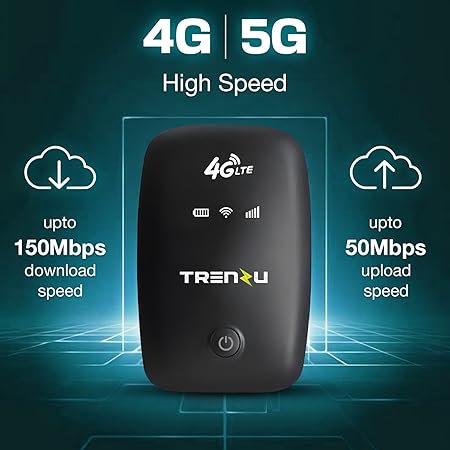 4G | 5G
High Speed
4G LTE
upto
150Mbps
download
speed
upto
50Mbps
upload
speed
TRENZU